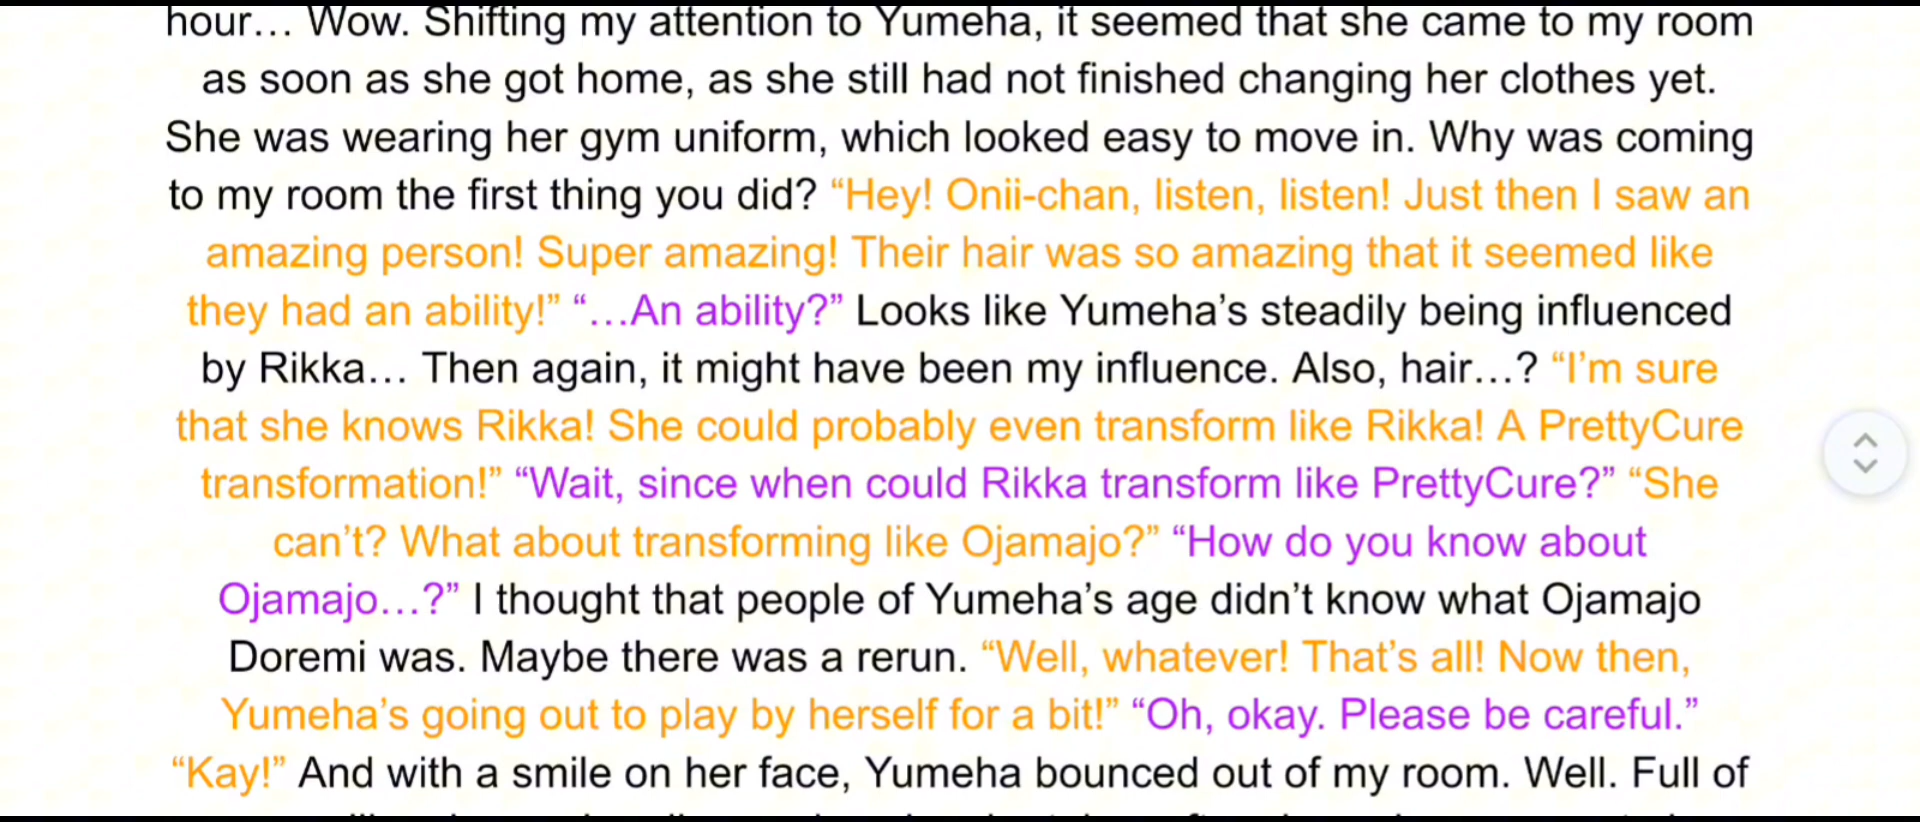 hour... Wow. Shifting my attention to Yumeha, it seemed that she came to my room
as soon as she got home, as she still had not finished changing her clothes yet.
She was wearing her gym uniform, which looked easy to move in. Why was coming
to my room the first thing you did? “Hey! Onii-chan, listen, listen! Just then I saw an
amazing person! Super amazing! Their hair was so amazing that it seemed like
they had an ability!” “…An ability?” Looks like Yumeha’s steadily being influenced
by Rikka… Then again, it might have been my influence. Also, hair…? “I’m sure
that she knows Rikka! She could probably even transform like Rikka! A PrettyCure
transformation!” “Wait, since when could Rikka transform like PrettyCure?” “She
can’t? What about transforming like Ojamajo?” “How do you know about
Ojamajo…?” I thought that people of Yumeha’s age didn’t know what Ojamajo
Doremi was. Maybe there was a rerun. “Well, whatever! That’s all! Now then,
Yumeha’s going out to play by herself for a bit!” “Oh, okay. Please be careful.”
“Kay!” And with a smile on her face, Yumeha bounced out of my room. Well. Full of